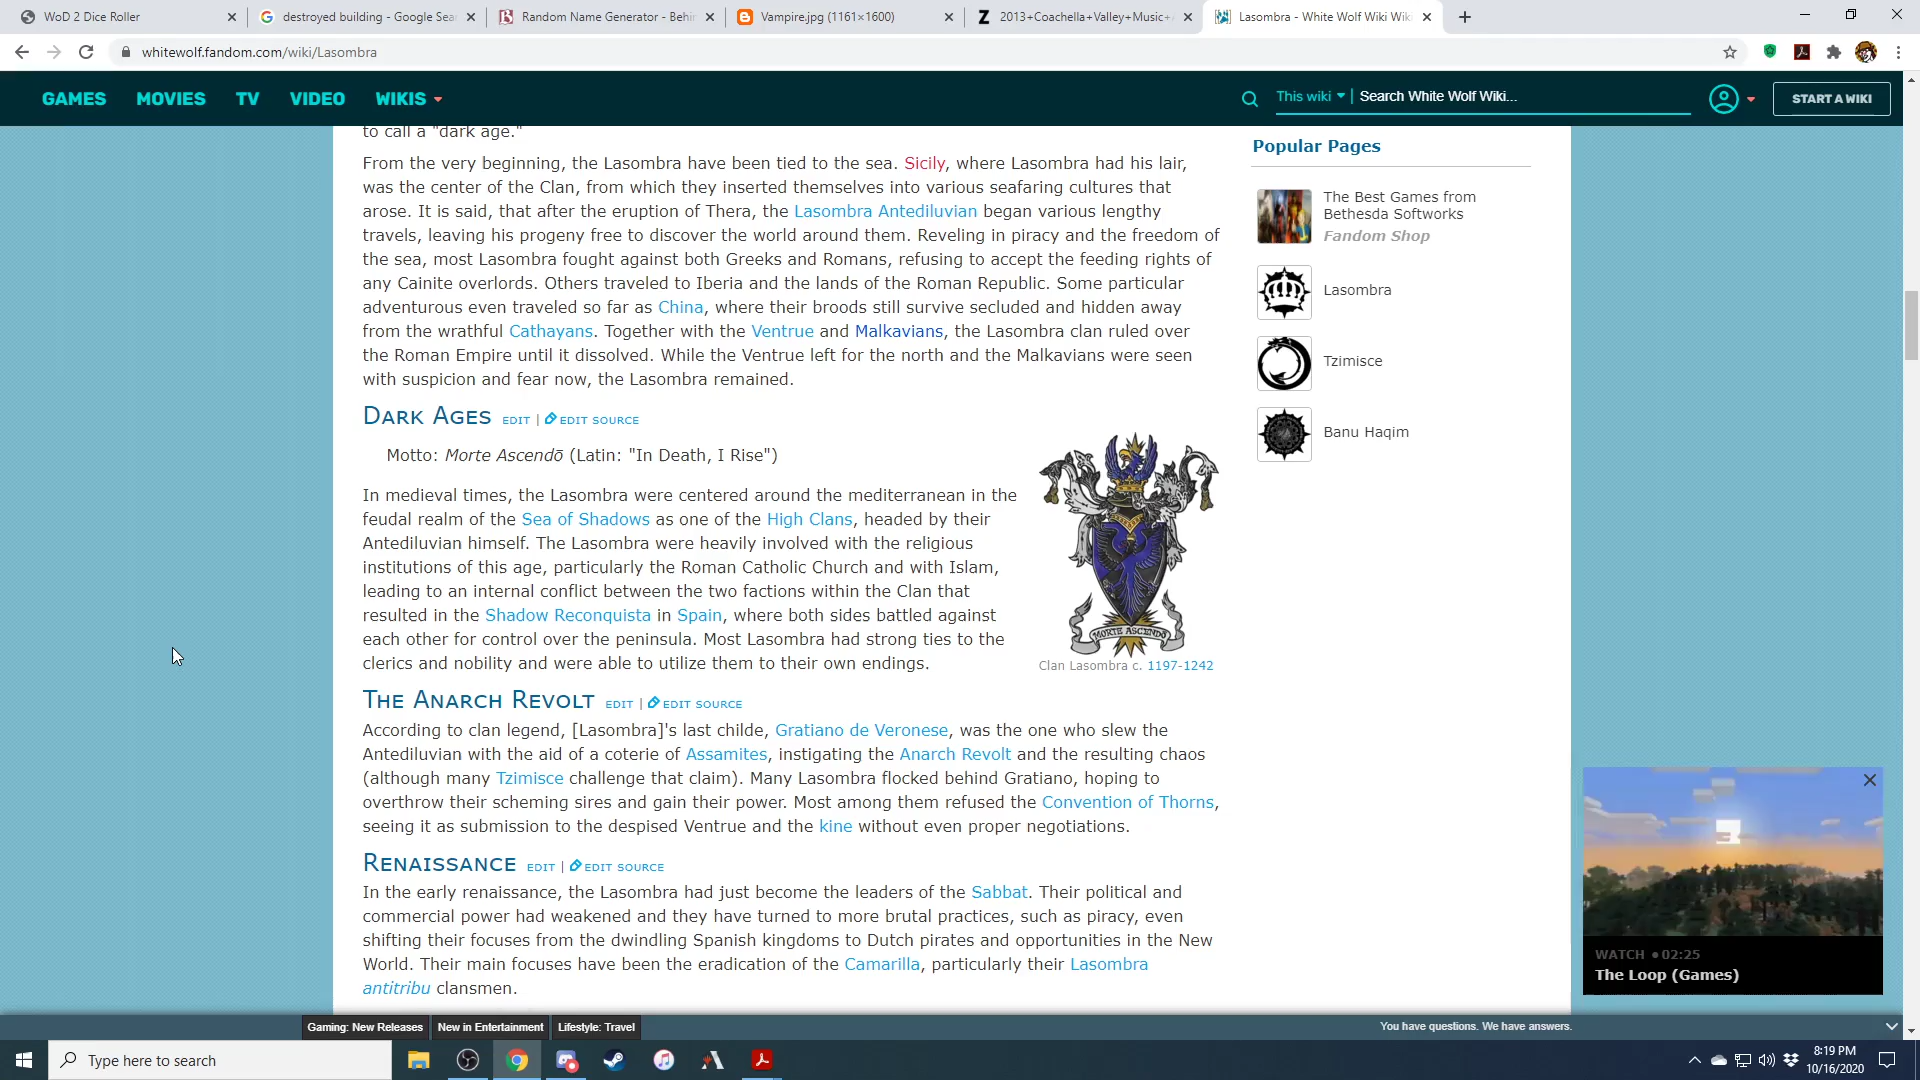 WoD 2 Dice Roller
destroyed building - Google Sea
Random Name Generator - Behin
Vampire.jpg (1161×1600)
2013+Coachella+Valley+Music+
Lasombra - White Wolf Wiki Wik
whitewolf.fandom.com/wiki/Lasombra
GAMES MOVIES TV VIDEO WIKIS
This wiki
Search White Wolf Wiki...
START A WIKI
to call a "dark age."
From the very beginning, the Lasombra have been tied to the sea. Sicily, where Lasombra had his lair,
was the center of the Clan, from which they inserted themselves into various seafaring cultures that
arose. It is said, that after the eruption of Thera, the Lasombra Antediluvian began various lengthy
travels, leaving his progeny free to discover the world around them. Reveling in piracy and the freedom of
the sea, most Lasombra fought against both Greeks and Romans, refusing to accept the feeding rights of
any Cainite overlords. Others traveled to Iberia and the lands of the Roman Republic. Some particular
adventurous even traveled so far as China, where their broods still survive secluded and hidden away
from the wrathful Cathayans. Together with the Ventrue and Malkavians, the Lasombra clan ruled over
the Roman Empire until it dissolved. While the Ventrue left for the north and the Malkavians were seen
with suspicion and fear now, the Lasombra remained.
DARK AGES EDIT | EDIT SOURCE
Motto: Morte Ascendō (Latin: "In Death, I Rise")
In medieval times, the Lasombra were centered around the mediterranean in the
feudal realm of the Sea of Shadows as one of the High Clans, headed by their
Antediluvian himself. The Lasombra were heavily involved with the religious
institutions of this age, particularly the Roman Catholic Church and with Islam,
leading to an internal conflict between the two factions within the Clan that
resulted in the Shadow Reconquista in Spain, where both sides battled against
each other for control over the peninsula. Most Lasombra had strong ties to the
clerics and nobility and were able to utilize them to their own endings.
MORTE ASCENDO
Clan Lasombra c. 1197-1242
THE ANARCH REVOLT EDIT | EDIT SOURCE
According to clan legend, [Lasombra]'s last childe, Gratiano de Veronese, was the one who slew the
Antediluvian with the aid of a coterie of Assamites, instigating the Anarch Revolt and the resulting chaos
(although many Tzimisce challenge that claim). Many Lasombra flocked behind Gratiano, hoping to
overthrow their scheming sires and gain their power. Most among them refused the Convention of Thorns,
seeing it as submission to the despised Ventrue and the kine without even proper negotiations.
RENAISSANCE EDIT | EDIT SOURCE
In the early renaissance, the Lasombra had just become the leaders of the Sabbat. Their political and
commercial power had weakened and they have turned to more brutal practices, such as piracy, even
shifting their focuses from the dwindling Spanish kingdoms to Dutch pirates and opportunities in the New
World. Their main focuses have been the eradication of the Camarilla, particularly their Lasombra
antitribu clansmen.
Popular Pages
The Best Games from
Bethesda Softworks
Fandom Shop
Lasombra
Tzimisce
Banu Haqim
3
WATCH • 02:25
The Loop (Games)
Gaming: New Releases
New in Entertainment
Lifestyle: Travel
You have questions. We have answers.
Type here to search
8:19 PM
10/16/2020